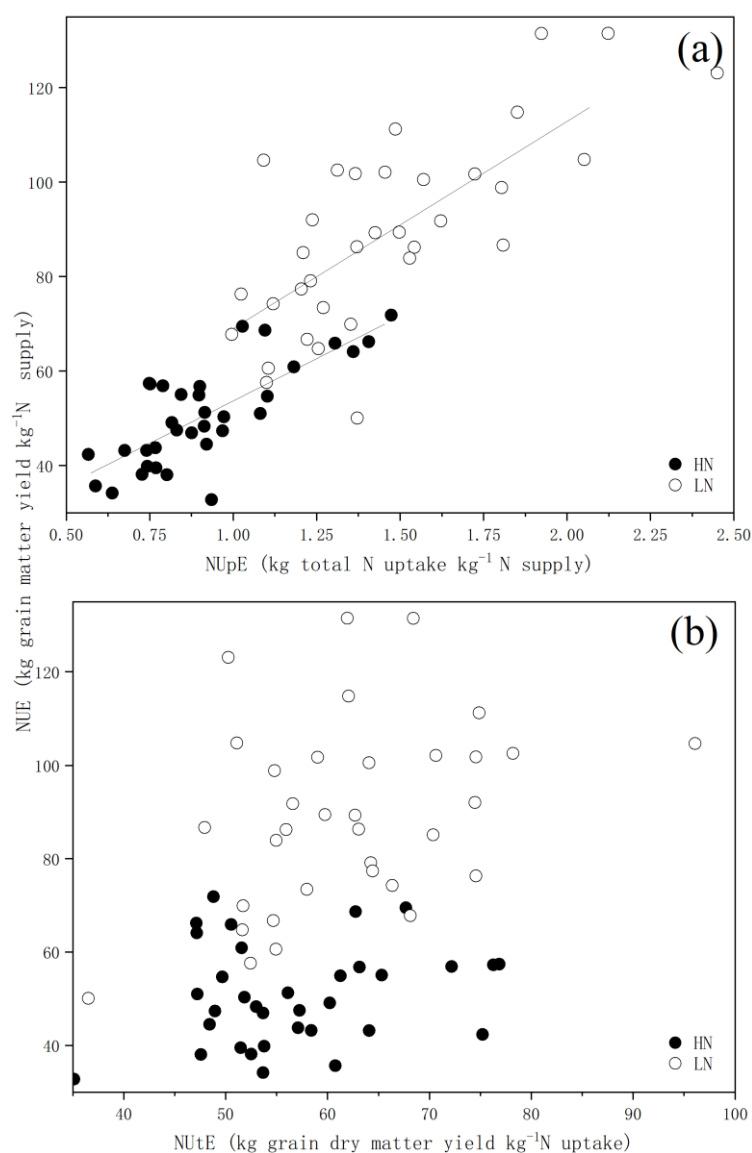 (a)
120
100
80
60
40
HN
LN
0.50 0.75 1.00 1.25 1.50 1.75 2.00 2.25 2.50
NUpE (kg total N uptake kg⁻¹ N supply)
NUE (kg grain matter yield kg⁻¹N supply)
(b)
120
100
80
60
40
HN
LN
40 50 60 70 80 90 100
NUtE (kg grain dry matter yield kg⁻¹N uptake)